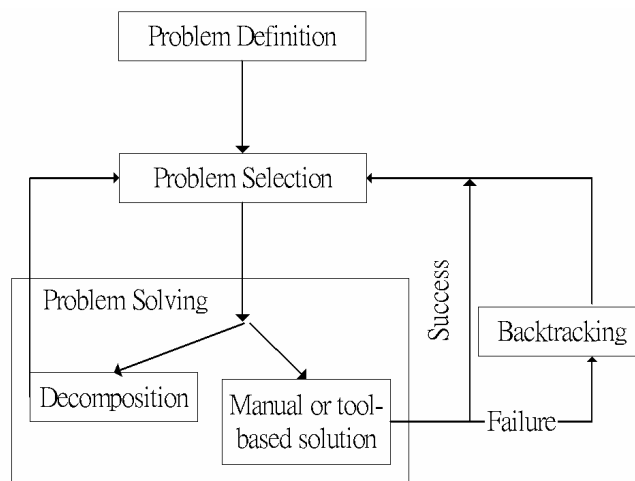 Problem Definition
Problem Selection
Problem Solving
Success
Backtracking
Decomposition
Manual or tool-
based solution
Failure